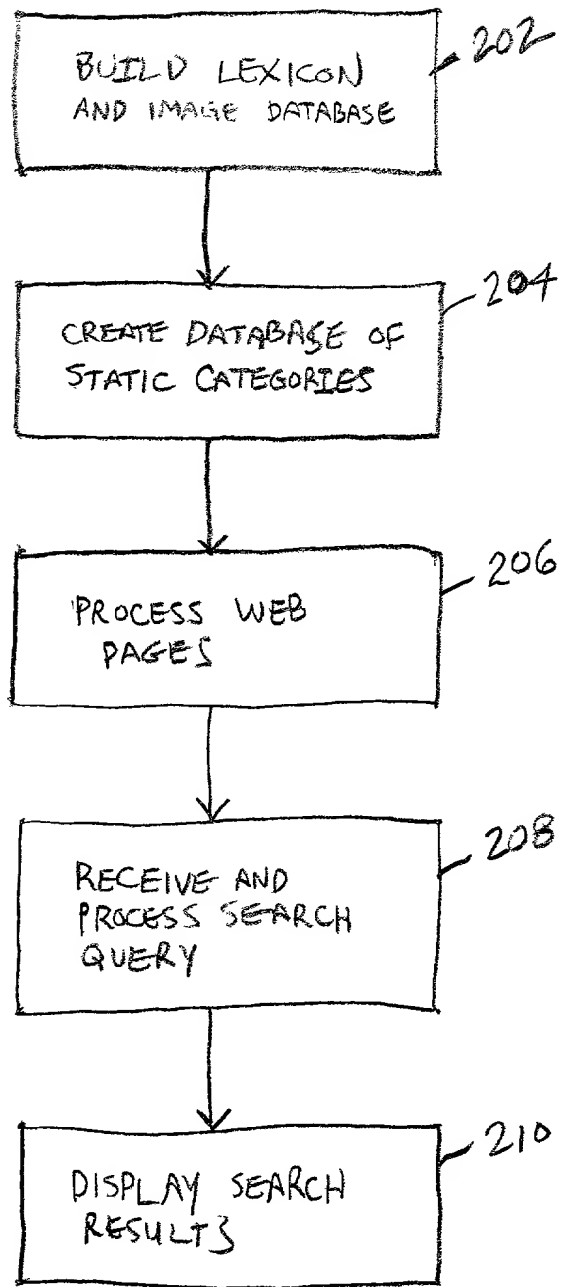 BUILD LEXICON
AND IMAGE DATABASE
202
CREATE DATABASE OF
STATIC CATEGORIES
204
PROCESS WEB
PAGES
206
RECEIVE AND
PROCESS SEARCH
QUERY
208
DISPLAY SEARCH
RESULTS
210